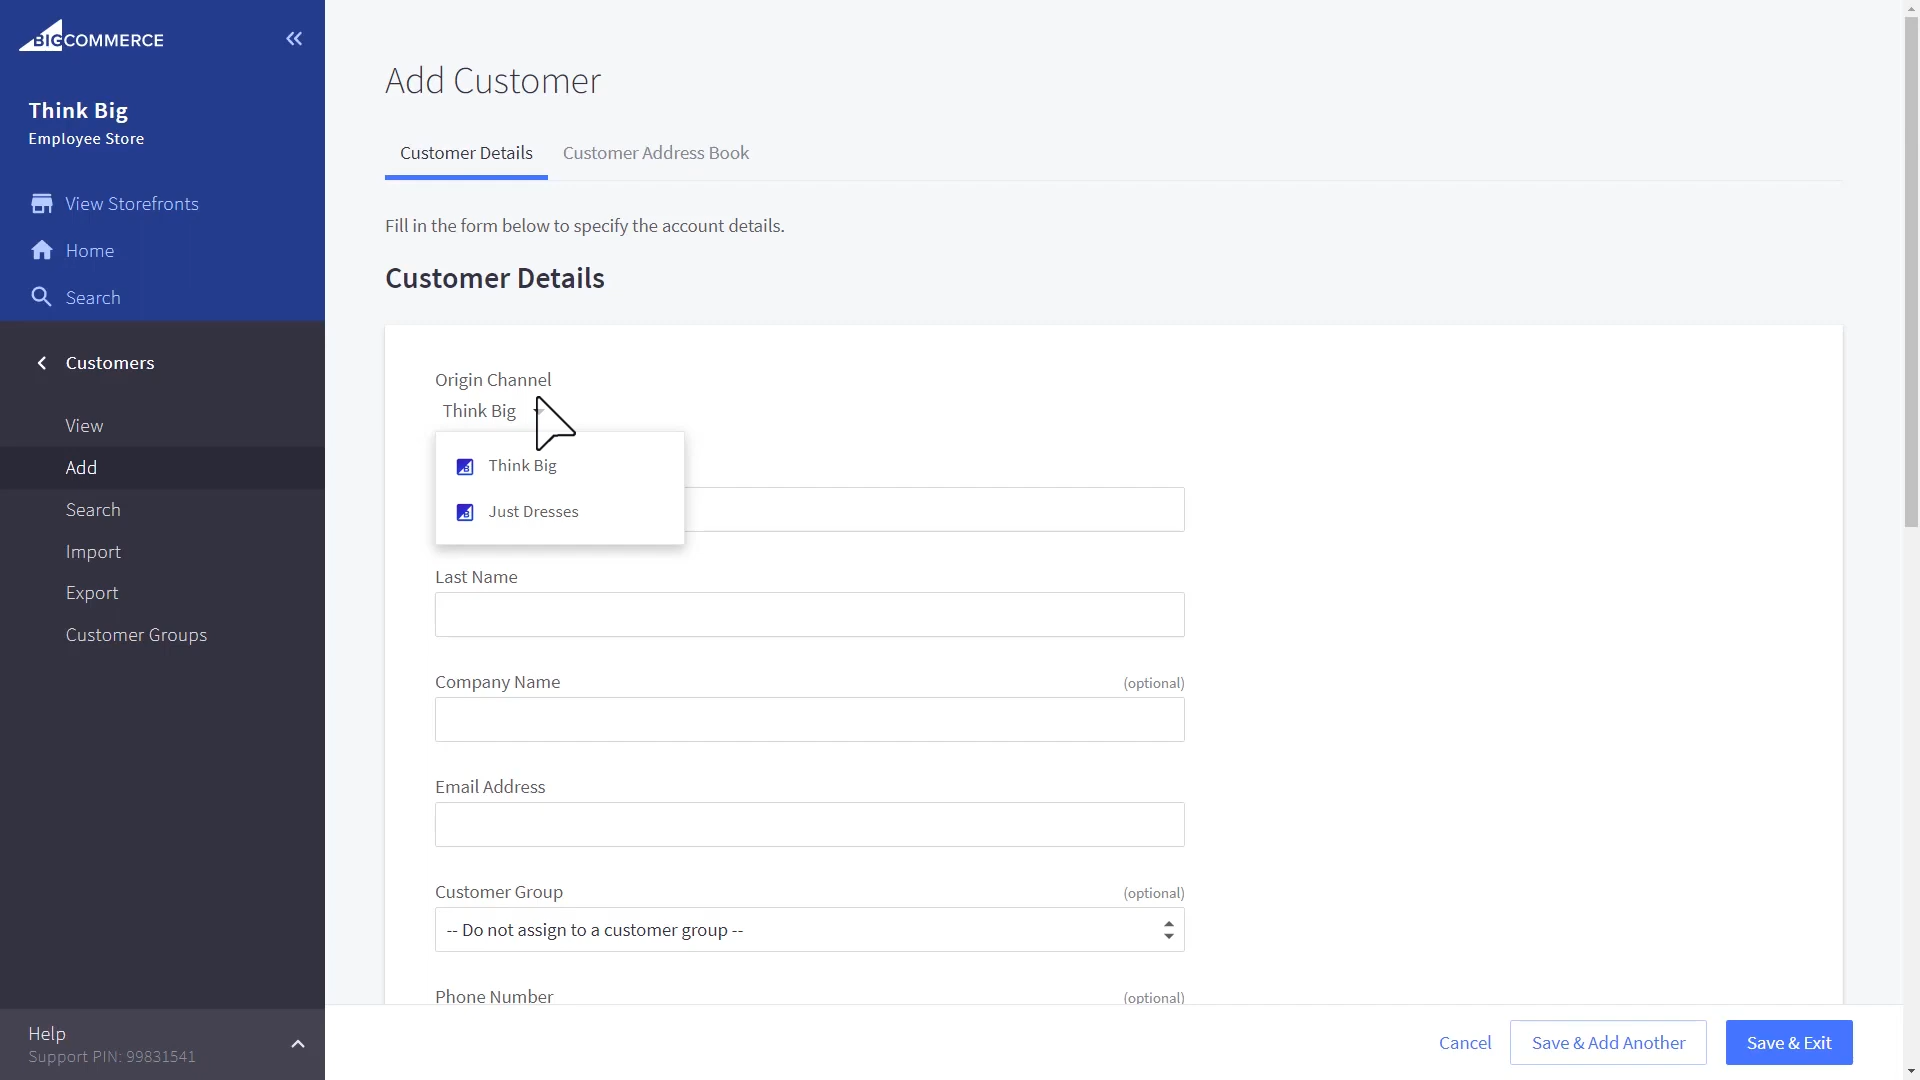 BIGCOMMERCE
Think Big
Employee Store
View Storefronts
Home
Search
Customers
View
Add
Search
Import
Export
Customer Groups
Help
Support PIN: 99831541
Add Customer
Customer Details
Customer Address Book
Fill in the form below to specify the account details.
Customer Details
Origin Channel
Think Big
Think Big
Just Dresses
Last Name
Company Name
(optional)
Email Address
Customer Group
(optional)
-- Do not assign to a customer group --
Phone Number
(optional)
Cancel
Save & Add Another
Save & Exit